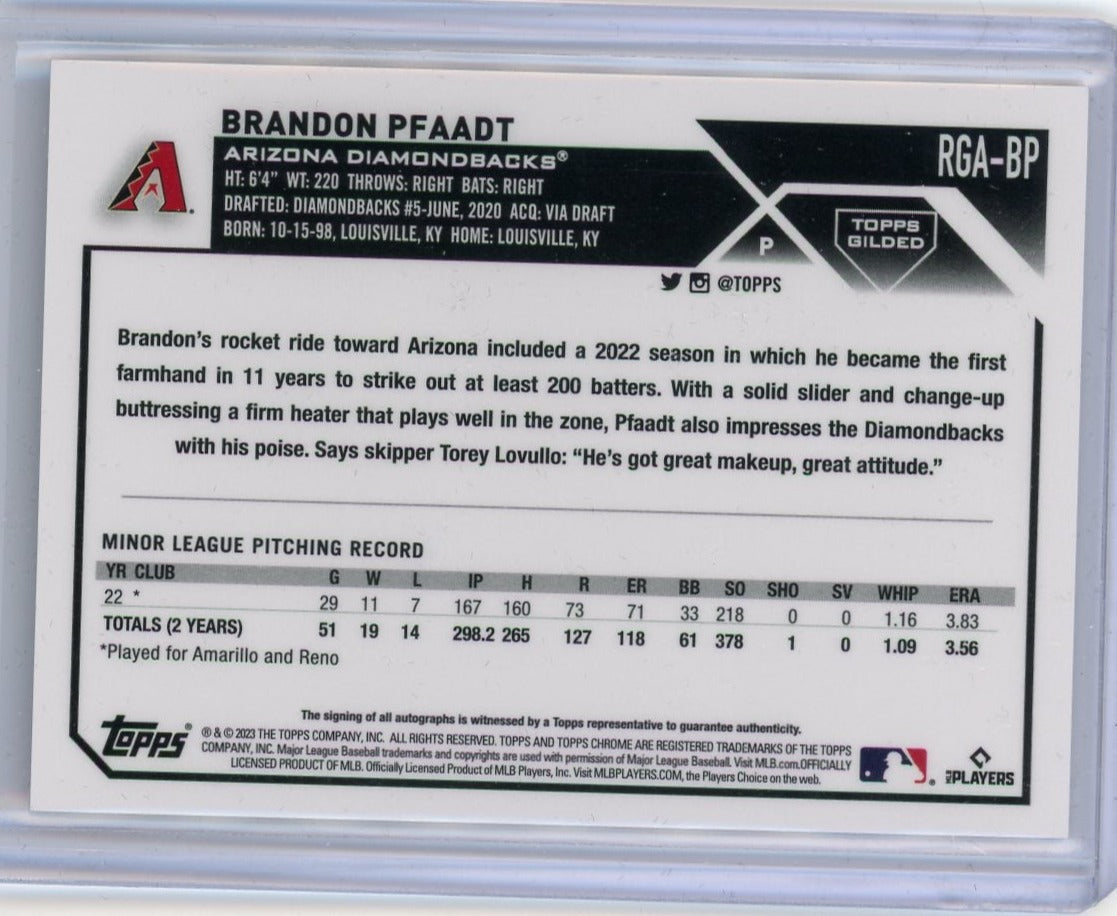 BRANDON PFAADT
ARIZONA DIAMONDBACKS®
HT: 6'4" WT: 220 THROWS: RIGHT BATS: RIGHT
DRAFTED: DIAMONDBACKS #5-JUNE, 2020 ACQ: VIA DRAFT
BORN: 10-15-98, LOUISVILLE, KY HOME: LOUISVILLE, KY
RGA-BP
P
TOPPS
GILDED
@TOPPS
Brandon's rocket ride toward Arizona included a 2022 season in which he became the first
farmhand in 11 years to strike out at least 200 batters. With a solid slider and change-up
buttressing a firm heater that plays well in the zone, Pfaadt also impresses the Diamondbacks
with his poise. Says skipper Torey Lovullo: "He's got great makeup, great attitude."
MINOR LEAGUE PITCHING RECORD
YR CLUB G W L IP H R ER BB SO SHO SV WHIP ERA
22 * 29 11 7 167 160 73 71 33 218 0 0 1.16 3.83
TOTALS (2 YEARS) 51 19 14 298.2 265 127 118 61 378 1 0 1.09 3.56
*Played for Amarillo and Reno
The signing of all autographs is witnessed by a Topps representative to guarantee authenticity.
Topps®
® & © 2023 THE TOPPS COMPANY, INC. ALL RIGHTS RESERVED. TOPPS AND TOPPS CHROME ARE REGISTERED TRADEMARKS OF THE TOPPS
COMPANY, INC. Major League Baseball trademarks and copyrights are used with permission of Major League Baseball. Visit MLB.com.OFFICIALLY
LICENSED PRODUCT OF MLB. Officially Licensed Product of MLB Players, Inc. Visit MLBPLAYERS.COM, the Players Choice on the web.
MLB PLAYERS